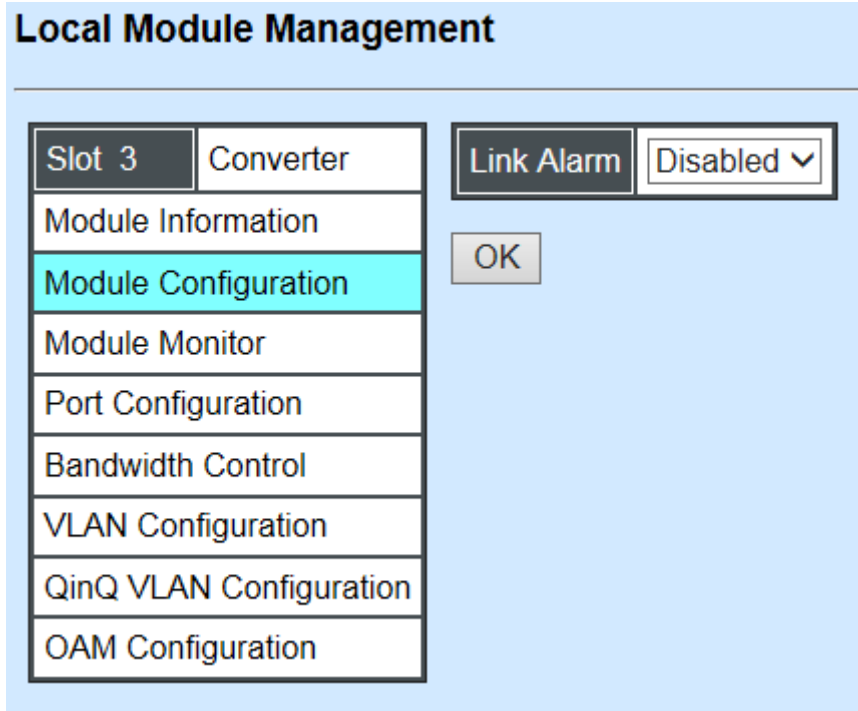 Local Module Management
Slot 3 Converter
Module Information
Module Configuration
Module Monitor
Port Configuration
Bandwidth Control
VLAN Configuration
QinQ VLAN Configuration
OAM Configuration
Link Alarm Disabled
OK